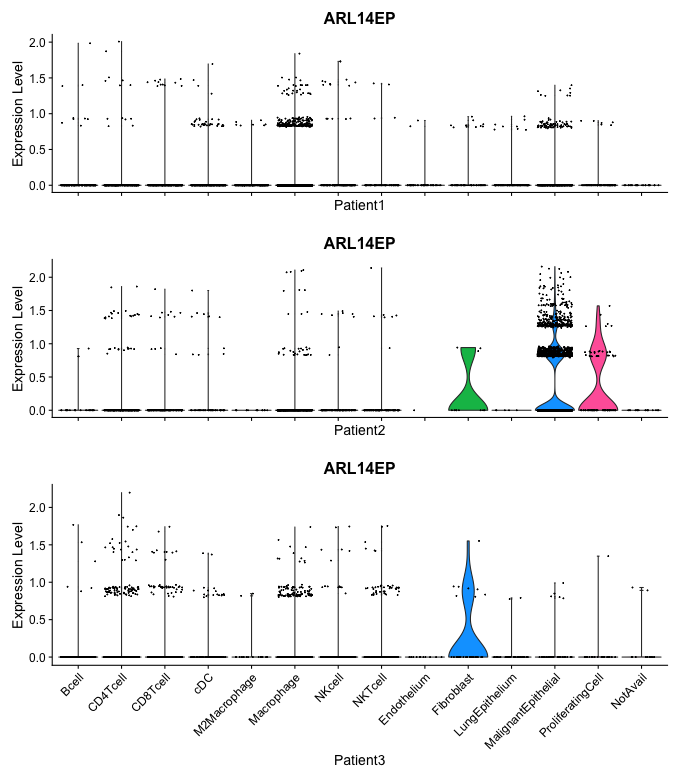 ARL14EP
Expression Level
2.0
1.5
1.0
0.5
0.0
Patient1
ARL14EP
Expression Level
2.0
1.5
1.0
0.5
0.0
Patient2
ARL14EP
Expression Level
2.0
1.5
1.0
0.5
0.0
Bcell
CD4Tcell
CD8Tcell
cDC
M2Macrophage
Macrophage
NKcell
NKTcell
Endothelium
Fibroblast
LungEpithelium
MalignantEpithelial
ProliferatingCell
NotAvail
Patient3